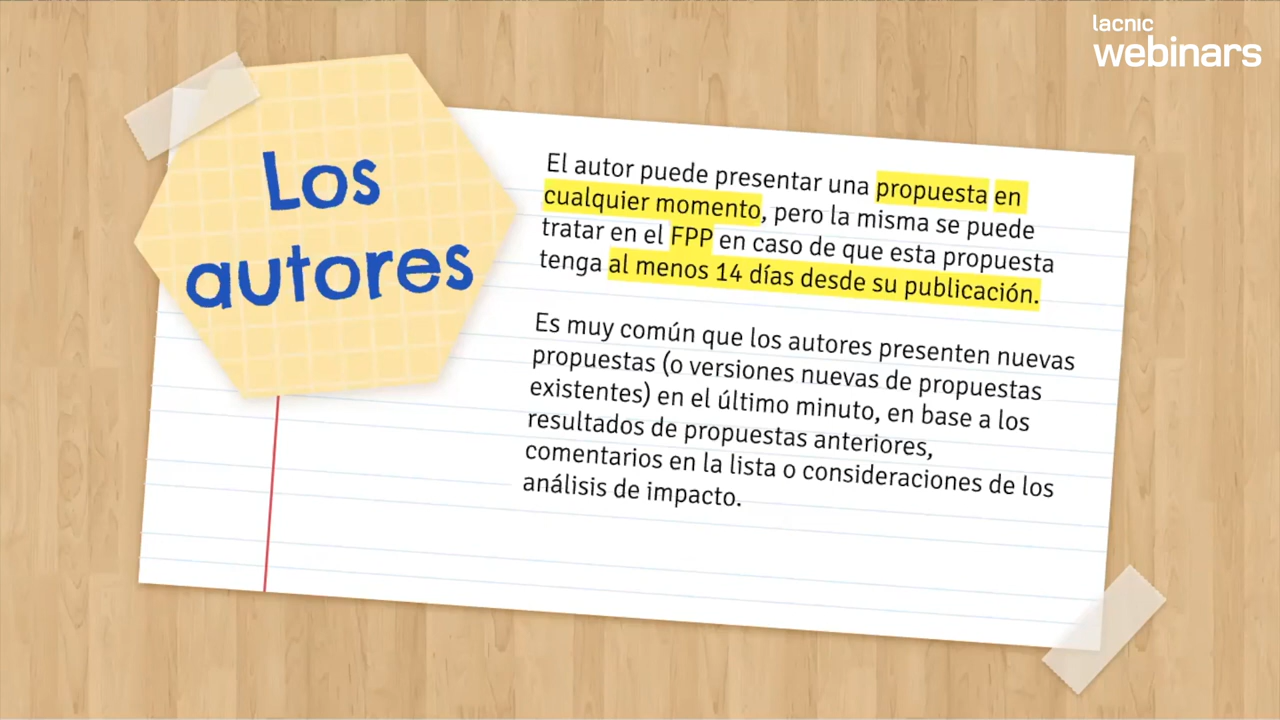 lacnic
webinars
Los
autores
El autor puede presentar una propuesta en
cualquier momento, pero la misma se puede
tratar en el FPP en caso de que esta propuesta
tenga al menos 14 días desde su publicación.
Es muy común que los autores presenten nuevas
propuestas (o versiones nuevas de propuestas
existentes) en el último minuto, en base a los
resultados de propuestas anteriores,
comentarios en la lista o consideraciones de los
análisis de impacto.